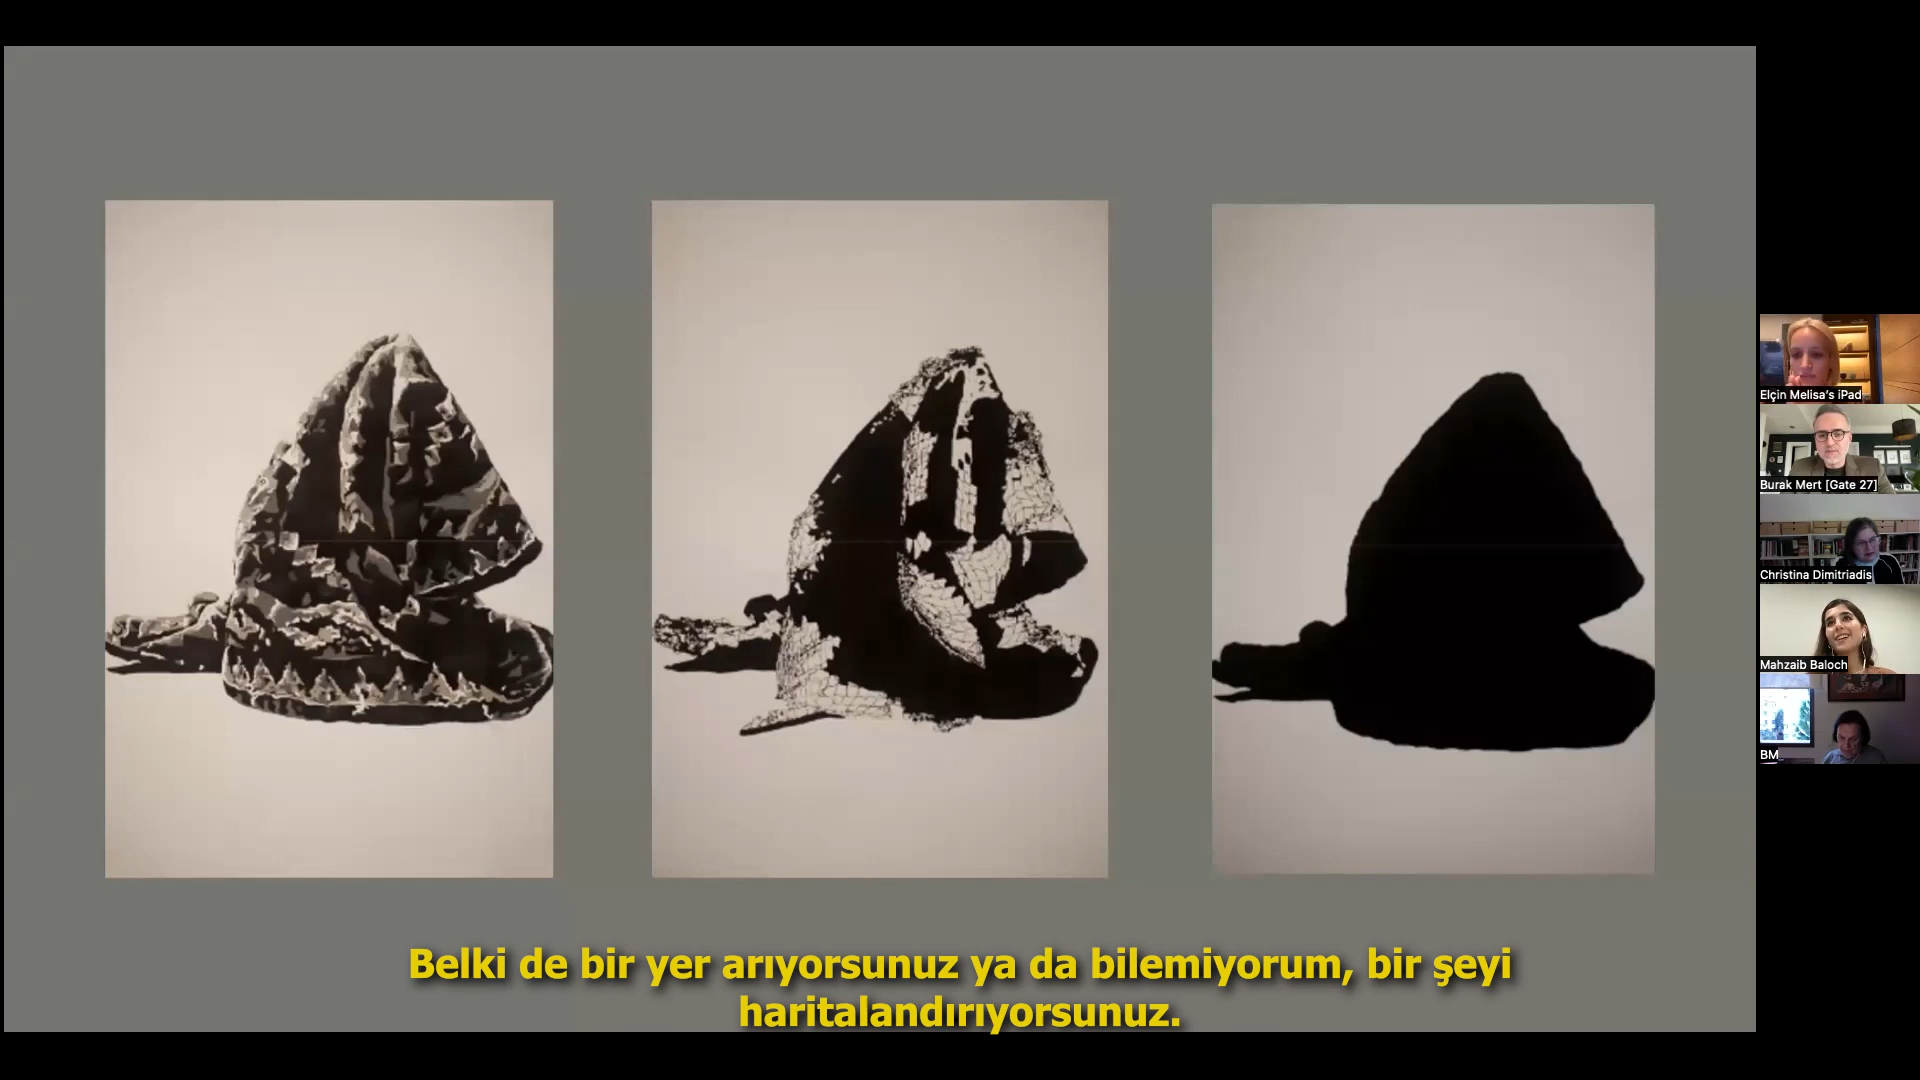 Elçin Melisa's iPad
Burak Mert [Gate 27]
Christina Dimitriadis
Mahzaib Baloch
BM
Belki de bir yer arıyorsunuz ya da bilemiyorum, bir şeyi
haritalandırıyorsunuz.